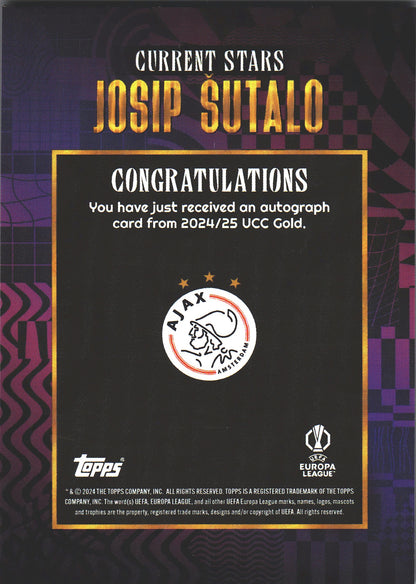 CURRENT STARS
JOSIP ŠUTALO
CONGRATULATIONS
You have just received an autograph
card from 2024/25 UCC Gold.
AJAX
AMSTERDAM
topps®
UEFA
EUROPA
LEAGUE™
® & © 2024 THE TOPPS COMPANY, INC. ALL RIGHTS RESERVED. TOPPS IS A REGISTERED TRADEMARK OF THE TOPPS
COMPANY, INC. The word(s) UEFA, EUROPA LEAGUE, and all other UEFA Europa League marks, names, logos, mascots
and trophies are the property, registered trade marks, designs and/or copyright of UEFA. All rights reserved.